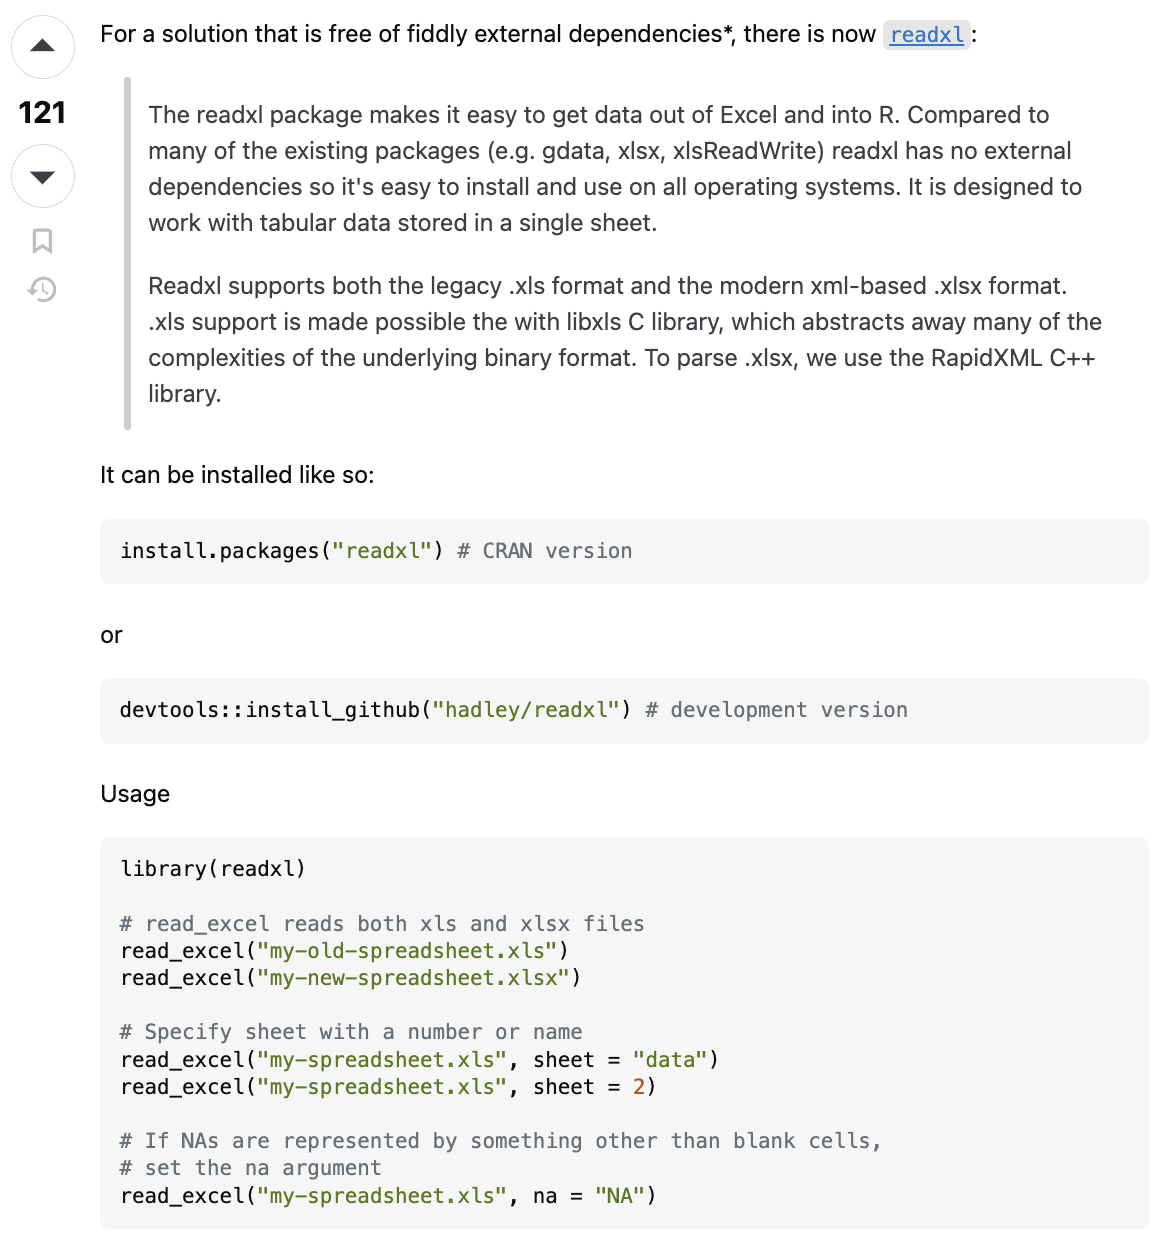 For a solution that is free of fiddly external dependencies*, there is now readxl:
121
The readxl package makes it easy to get data out of Excel and into R. Compared to
many of the existing packages (e.g. gdata, xlsx, xlsReadWrite) readxl has no external
dependencies so it's easy to install and use on all operating systems. It is designed to
work with tabular data stored in a single sheet.
Readxl supports both the legacy .xls format and the modern xml-based .xlsx format.
.xls support is made possible the with libxls C library, which abstracts away many of the
complexities of the underlying binary format. To parse .xlsx, we use the RapidXML C++
library.
It can be installed like so:
install.packages("readxl") # CRAN version
or
devtools::install_github("hadley/readxl") # development version
Usage
library(readxl)
# read_excel reads both xls and xlsx files
read_excel("my-old-spreadsheet.xls")
read_excel("my-new-spreadsheet.xlsx")
# Specify sheet with a number or name
read_excel("my-spreadsheet.xls", sheet = "data")
read_excel("my-spreadsheet.xls", sheet = 2)
# If NAs are represented by something other than blank cells,
# set the na argument
read_excel("my-spreadsheet.xls", na = "NA")